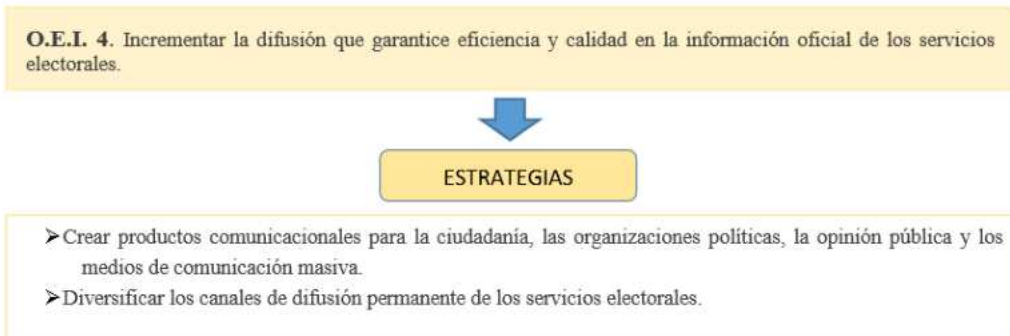 O.E.I. 4. Incrementar la difusión que garantice eficiencia y calidad en la información oficial de los servicios
electorales.
ESTRATEGIAS
➢Crear productos comunicacionales para la ciudadanía, las organizaciones políticas, la opinión pública y los
medios de comunicación masiva.
➢Diversificar los canales de difusión permanente de los servicios electorales.